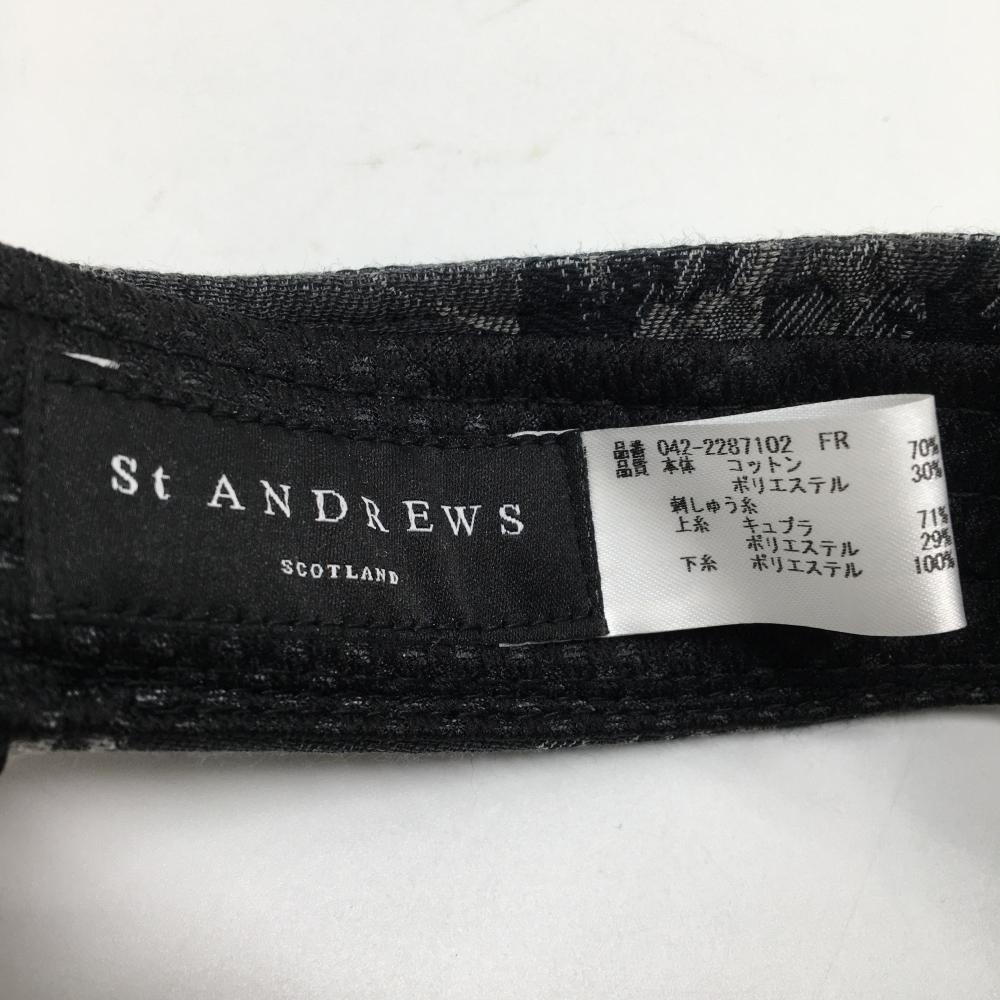 St ANDREWS
SCOTLAND
品番 042-2287102 FR
品質 本体 コットン 70%
ポリエステル 30%
刺しゅう糸
上糸 キュプラ 71%
ポリエステル 29%
下糸 ポリエステル 100%